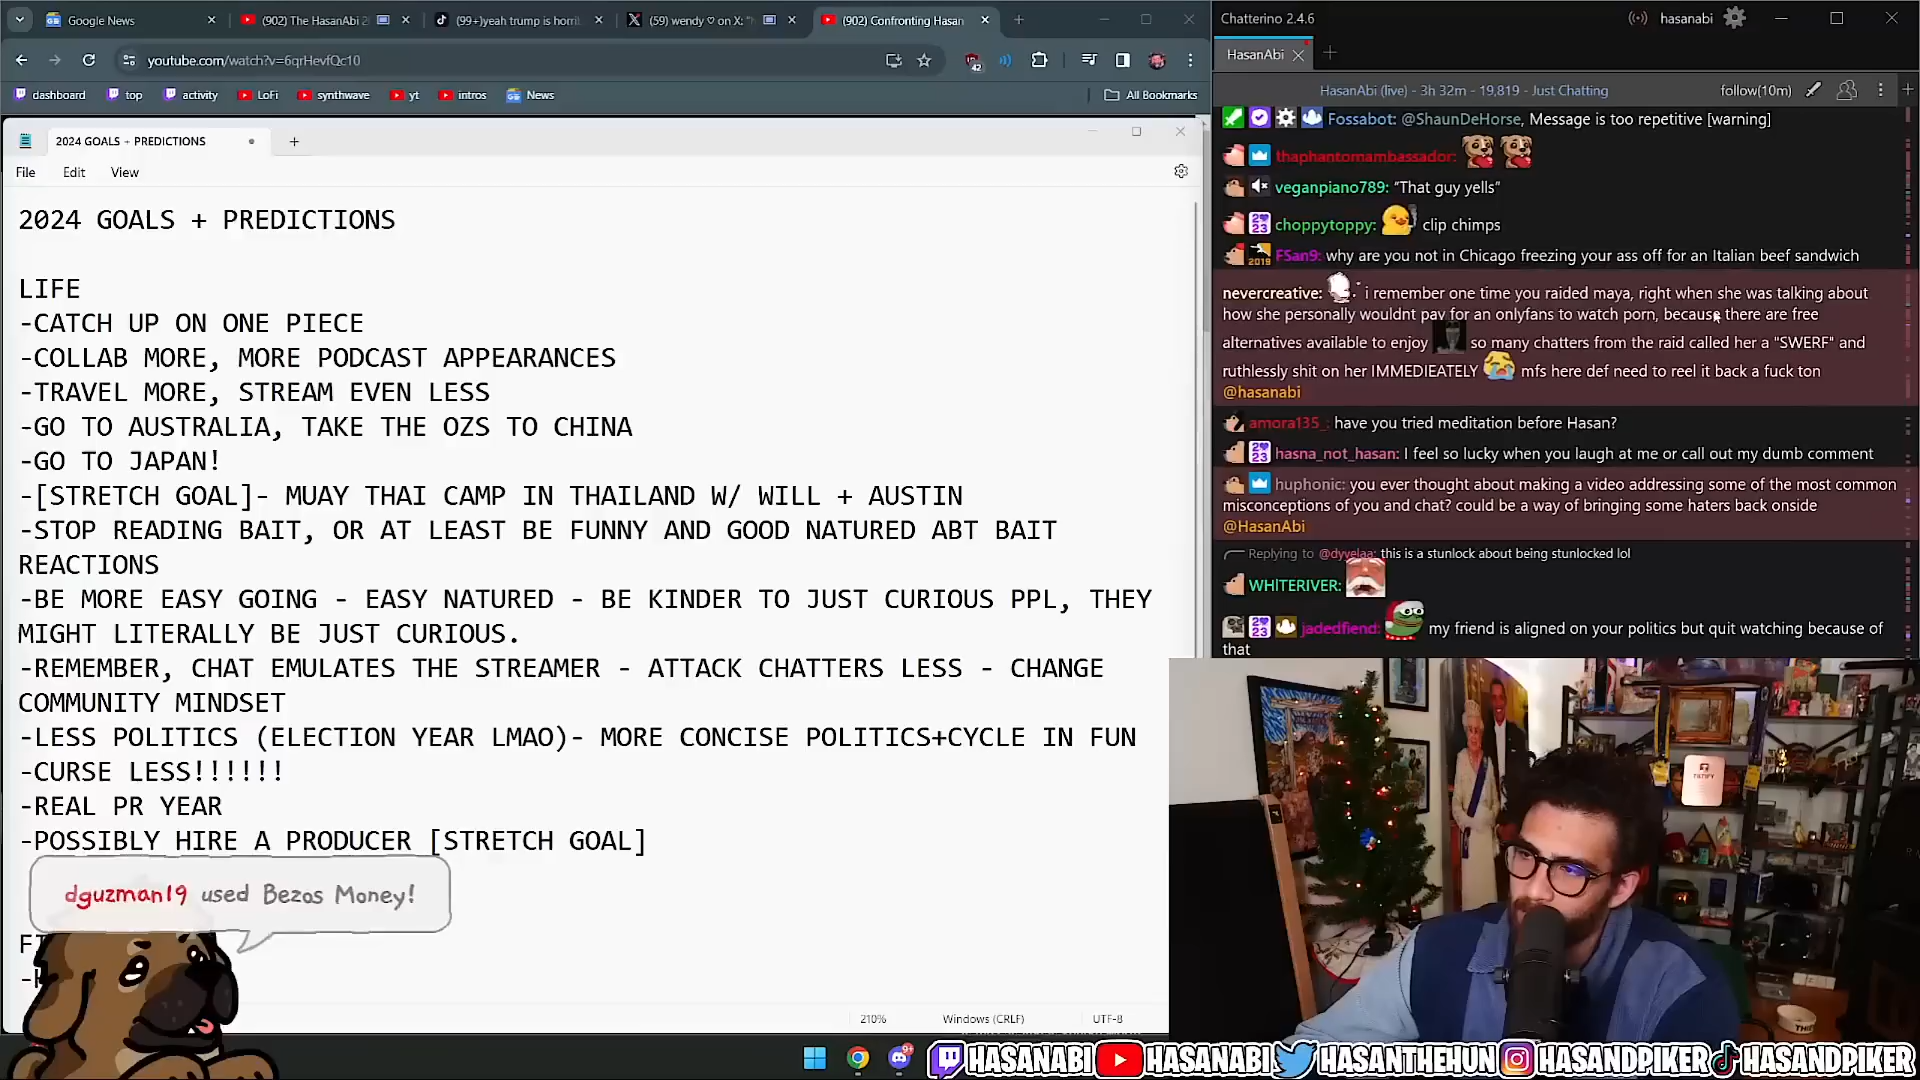 Google News
(902) The HasanAbi 2
(99+)yeah trump is horri
(59) wendy ♡ on X: "
(902) Confronting Hasan
youtube.com/watch?v=6qrHevfQc10
42
dashboard
top
activity
LoFi
synthwave
yt
intros
News
All Bookmarks
2024 GOALS + PREDICTIONS
File
Edit
View
2024 GOALS + PREDICTIONS
LIFE
-CATCH UP ON ONE PIECE
-COLLAB MORE, MORE PODCAST APPEARANCES
-TRAVEL MORE, STREAM EVEN LESS
-GO TO AUSTRALIA, TAKE THE OZS TO CHINA
-GO TO JAPAN!
-[STRETCH GOAL]- MUAY THAI CAMP IN THAILAND W/ WILL + AUSTIN
-STOP READING BAIT, OR AT LEAST BE FUNNY AND GOOD NATURED ABT BAIT
REACTIONS
-BE MORE EASY GOING - EASY NATURED - BE KINDER TO JUST CURIOUS PPL, THEY
MIGHT LITERALLY BE JUST CURIOUS.
-REMEMBER, CHAT EMULATES THE STREAMER - ATTACK CHATTERS LESS - CHANGE
COMMUNITY MINDSET
-LESS POLITICS (ELECTION YEAR LMAO)- MORE CONCISE POLITICS+CYCLE IN FUN
-CURSE LESS!!!!!!
-REAL PR YEAR
-POSSIBLY HIRE A PRODUCER [STRETCH GOAL]
dguzman19 used Bezos Money!
210%
Windows (CRLF)
UTF-8
Chatterino 2.4.6
hasanabi
HasanAbi
HasanAbi (live) - 3h 32m - 19,819 - Just Chatting
follow(10m)
Fossabot: @ShaunDeHorse, Message is too repetitive [warning]
thaphantomambassador:
veganpiano789: "That guy yells"
choppytoppy: clip chimps
2019 FSan9: why are you not in Chicago freezing your ass off for an Italian beef sandwich
nevercreative: i remember one time you raided maya, right when she was talking about
how she personally wouldnt pay for an onlyfans to watch porn, because there are free
alternatives available to enjoy so many chatters from the raid called her a "SWERF" and
ruthlessly shit on her IMMEDIEATELY mfs here def need to reel it back a fuck ton
@hasanabi
amora135_: have you tried meditation before Hasan?
hasna_not_hasan: I feel so lucky when you laugh at me or call out my dumb comment
huphonic: you ever thought about making a video addressing some of the most common
misconceptions of you and chat? could be a way of bringing some haters back onside
@HasanAbi
Replying to @dyvelaa: this is a stunlock about being stunlocked lol
WHITERIVER:
jadedfiend: my friend is aligned on your politics but quit watching because of
that
HASANABI
HASANABI
HASANTHEHUN
HASANDPIKER
HASANDPIKER